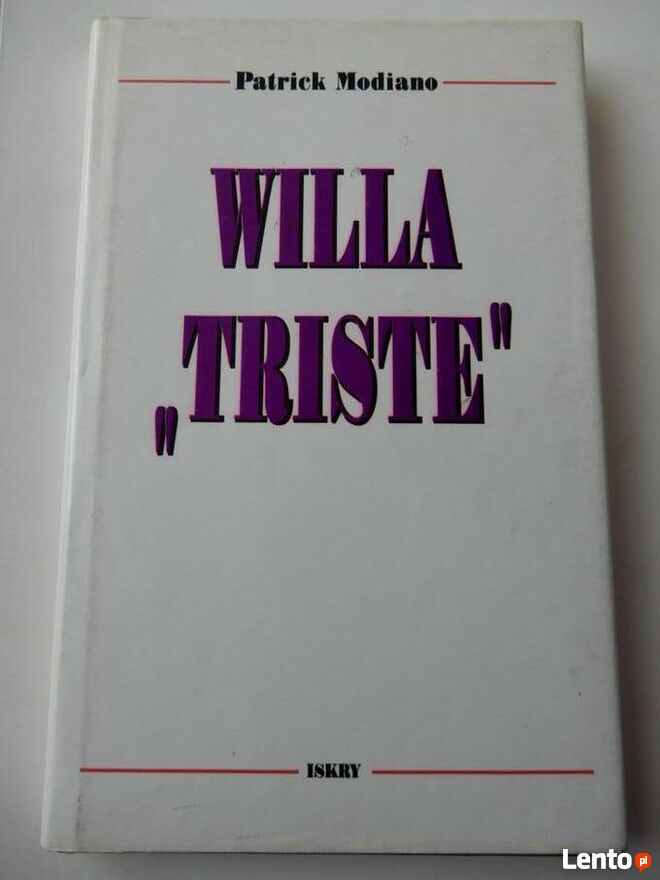 Patrick Modiano
WILLA
„TRISTE"
ISKRY
Lento.pl